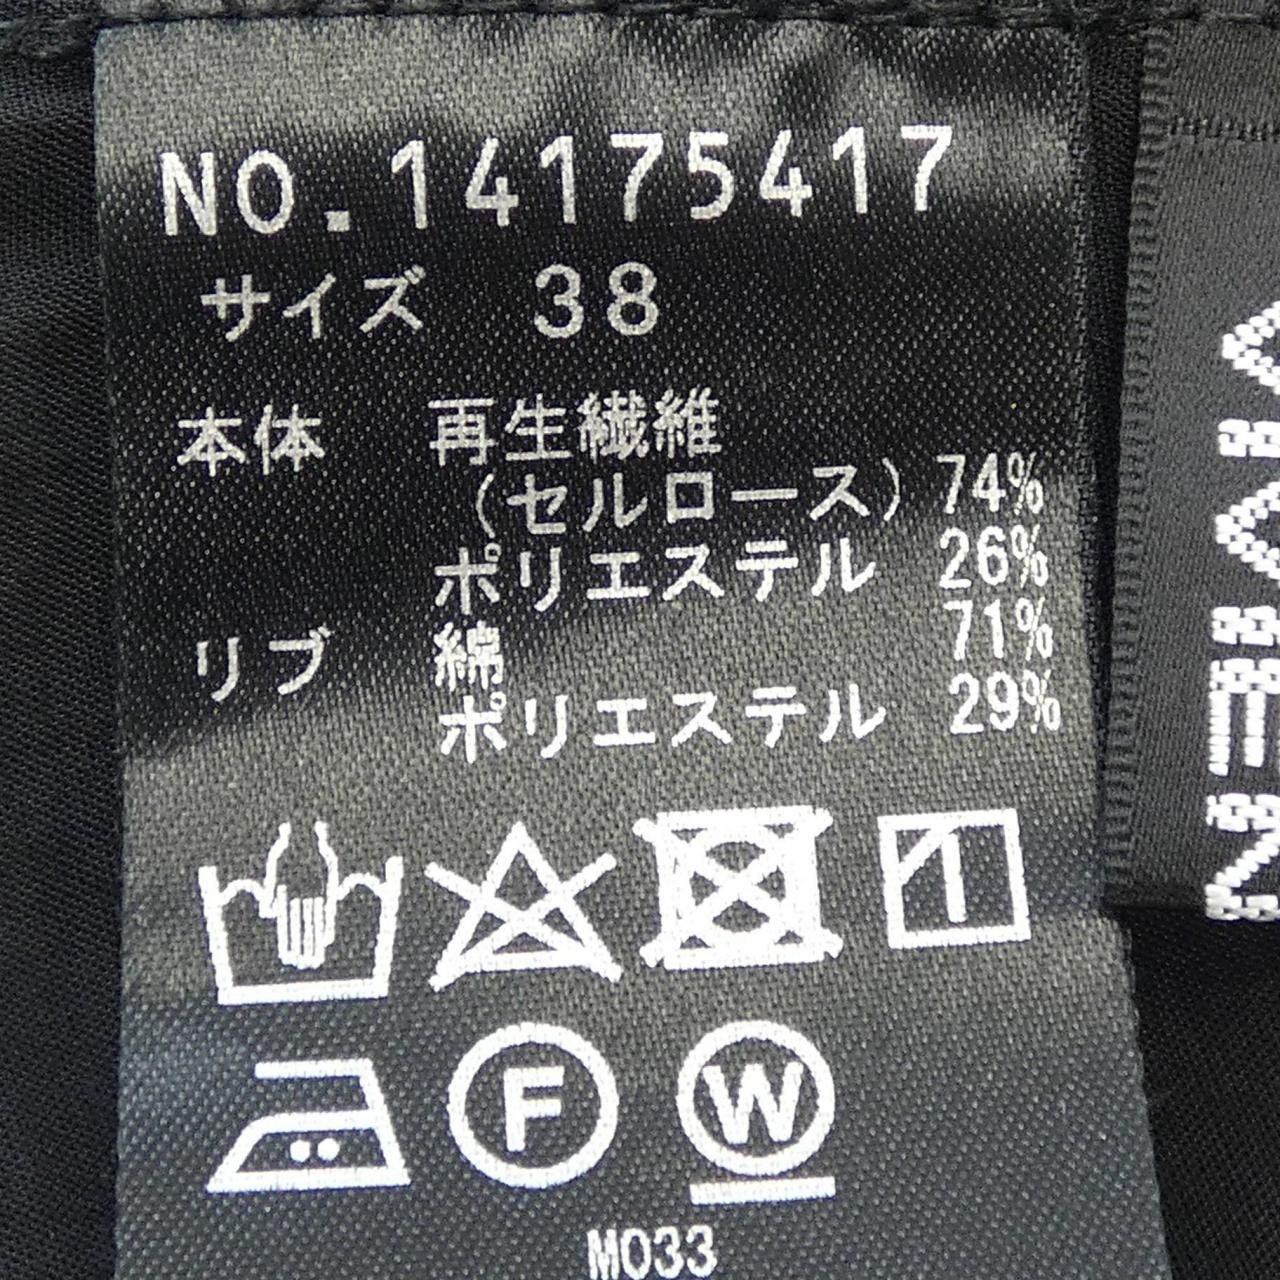 NO.14175417
サイズ 38
本体 再生繊維
(セルロース) 74%
ポリエステル 26%
リブ 綿 71%
ポリエステル 29%
F W
M033